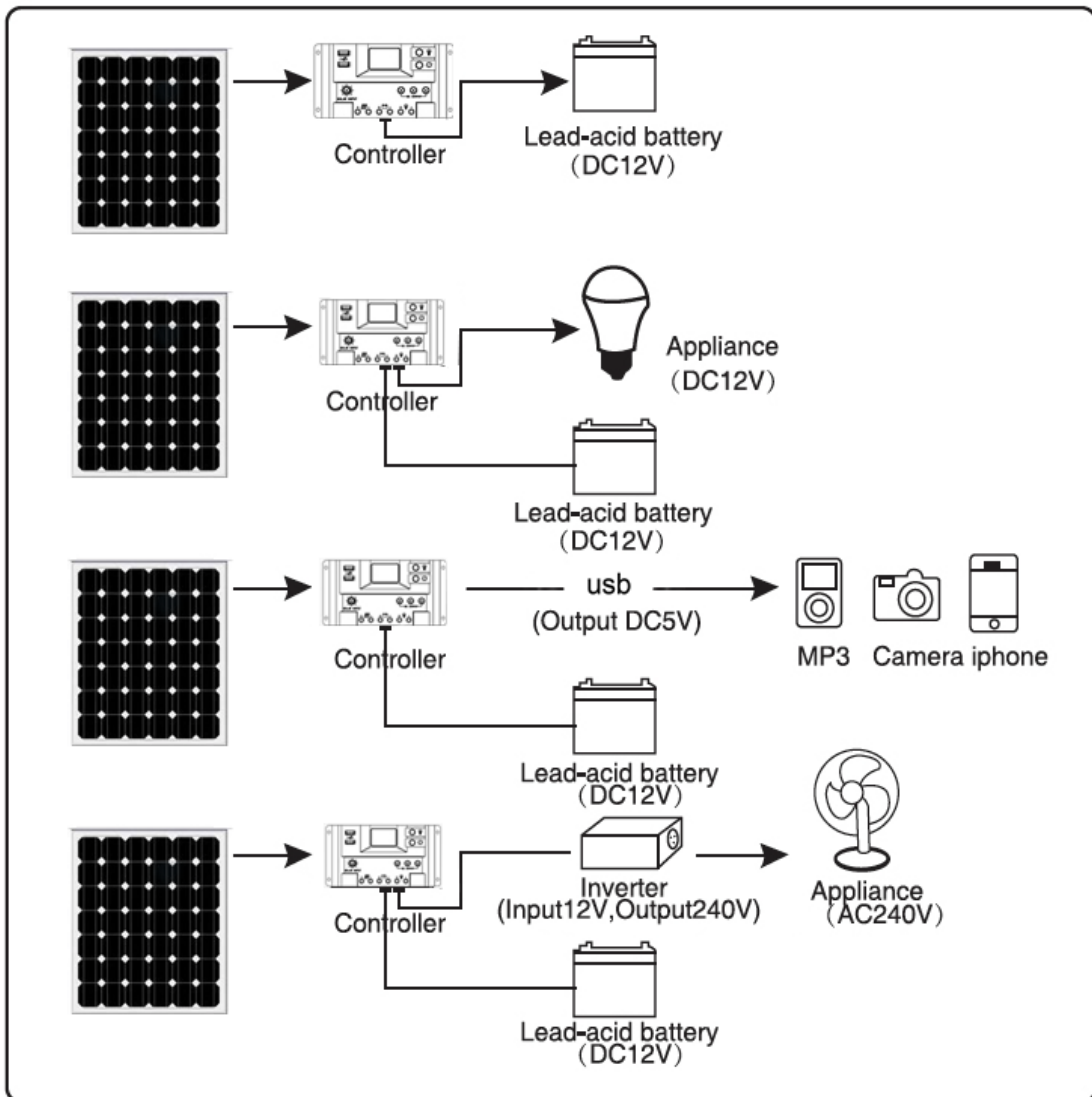 Controller
Lead-acid battery
（DC12V）
Appliance
（DC12V）
Controller
Lead-acid battery
（DC12V）
usb
(Output DC5V)
MP3 Camera iphone
Controller
Lead-acid battery
（DC12V）
Inverter
(Input12V,Output240V)
Appliance
（AC240V）
Controller
Lead-acid battery
（DC12V）